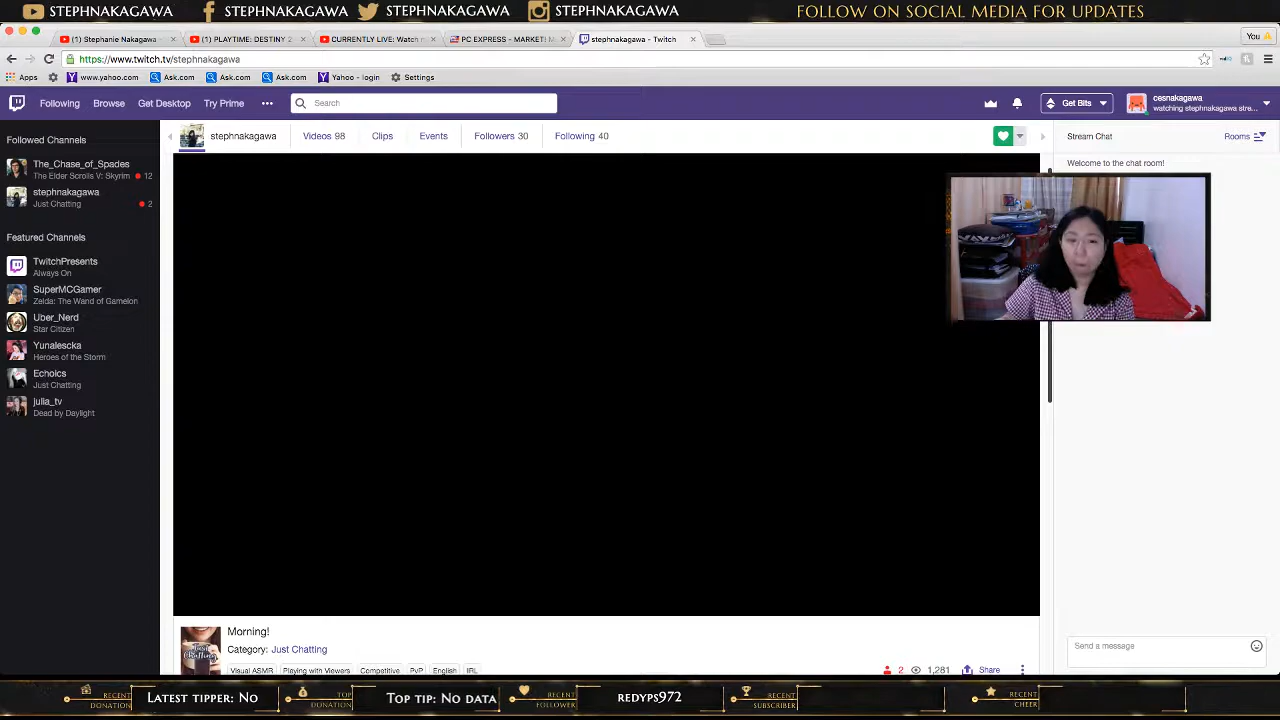 STEPHNAKAGAWA STEPHNAKAGAWA STEPHNAKAGAWA STEPHNAKAGAWA FOLLOW ON SOCIAL MEDIA FOR UPDATES
(1) Stephanie Nakagawa (1) PLAYTIME: DESTINY 2 CURRENTLY LIVE: Watch PC EXPRESS - MARKET stephnakagawa - Twitch You
https://www.twitch.tv/stephnakagawa
Apps www.yahoo.com Ask.com Ask.com Ask.com Yahoo - login Settings
Following Browse Get Desktop Try Prime Search Get Bits cesnakagawa
watching stephnakagawa stre...
Followed Channels
The_Chase_of_Spades
The Elder Scrolls V: Skyrim 12
stephnakagawa
Just Chatting 2
Featured Channels
TwitchPresents
Always On
SuperMCGamer
Zelda: The Wand of Gamelon
Uber_Nerd
Star Citizen
Yunalescka
Heroes of the Storm
Echoics
Just Chatting
julia_tv
Dead by Daylight
stephnakagawa Videos 98 Clips Events Followers 30 Following 40
Stream Chat Rooms
Welcome to the chat room!
Send a message
Morning!
Category: Just Chatting
Visual ASMR Playing with Viewers Competitive PvP English IRL
2 1,281 Share
RECENT DONATION LATEST TIPPER: NO TOP DONATION TOP TIP: NO DATA RECENT FOLLOWER REDYPS972 RECENT SUBSCRIBER RECENT CHEER